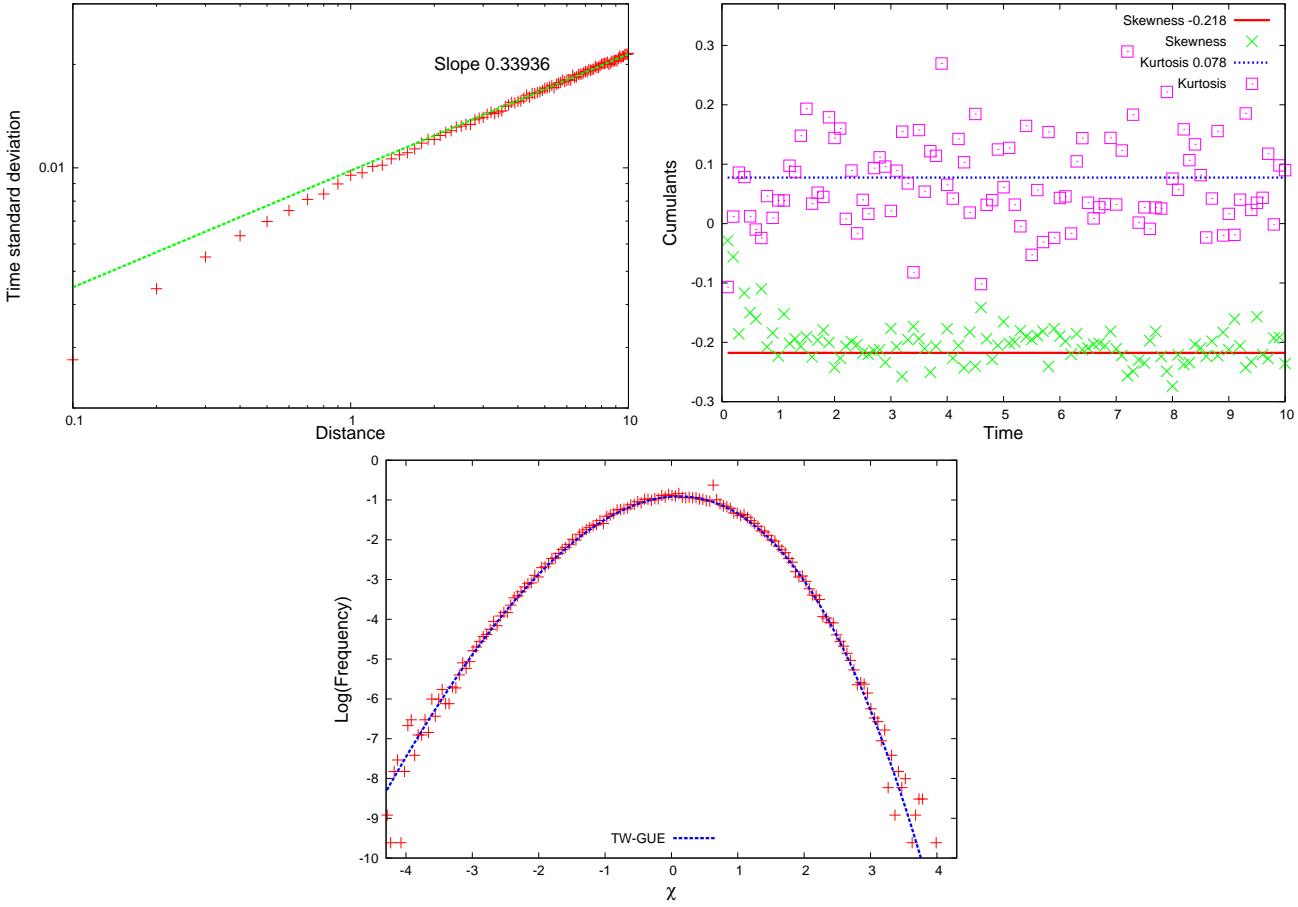 Time standard deviation
0.01
Slope 0.33936
0.1
1
10
Distance
Cumulants
0.3
0.2
0.1
0
-0.1
-0.2
-0.3
Skewness -0.218
Skewness
Kurtosis 0.078
Kurtosis
0 1 2 3 4 5 6 7 8 9 10
Time
Log(Frequency)
0
-1
-2
-3
-4
-5
-6
-7
-8
-9
-10
TW-GUE
-4 -3 -2 -1 0 1 2 3 4
χ